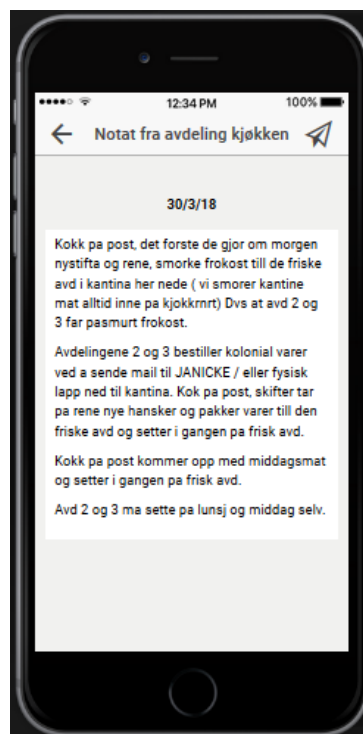 12:34 PM
100%
Notat fra avdeling kjøkken
30/3/18
Kokk pa post, det forste de gjor om morgen
nystifta og rene, smorke frokost till de friske
avd i kantina her nede ( vi smorer kantine
mat alltid inne pa kjokkrnrt) Dvs at avd 2 og
3 far pasmurt frokost.
Avdelingene 2 og 3 bestiller kolonial varer
ved a sende mail til JANICKE / eller fysisk
lapp ned til kantina. Kok pa post, skifter tar
pa rene nye hansker og pakker varer till den
friske avd og setter i gangen pa frisk avd.
Kokk pa post kommer opp med middagsmat
og setter i gangen pa frisk avd.
Avd 2 og 3 ma sette pa lunsj og middag selv.